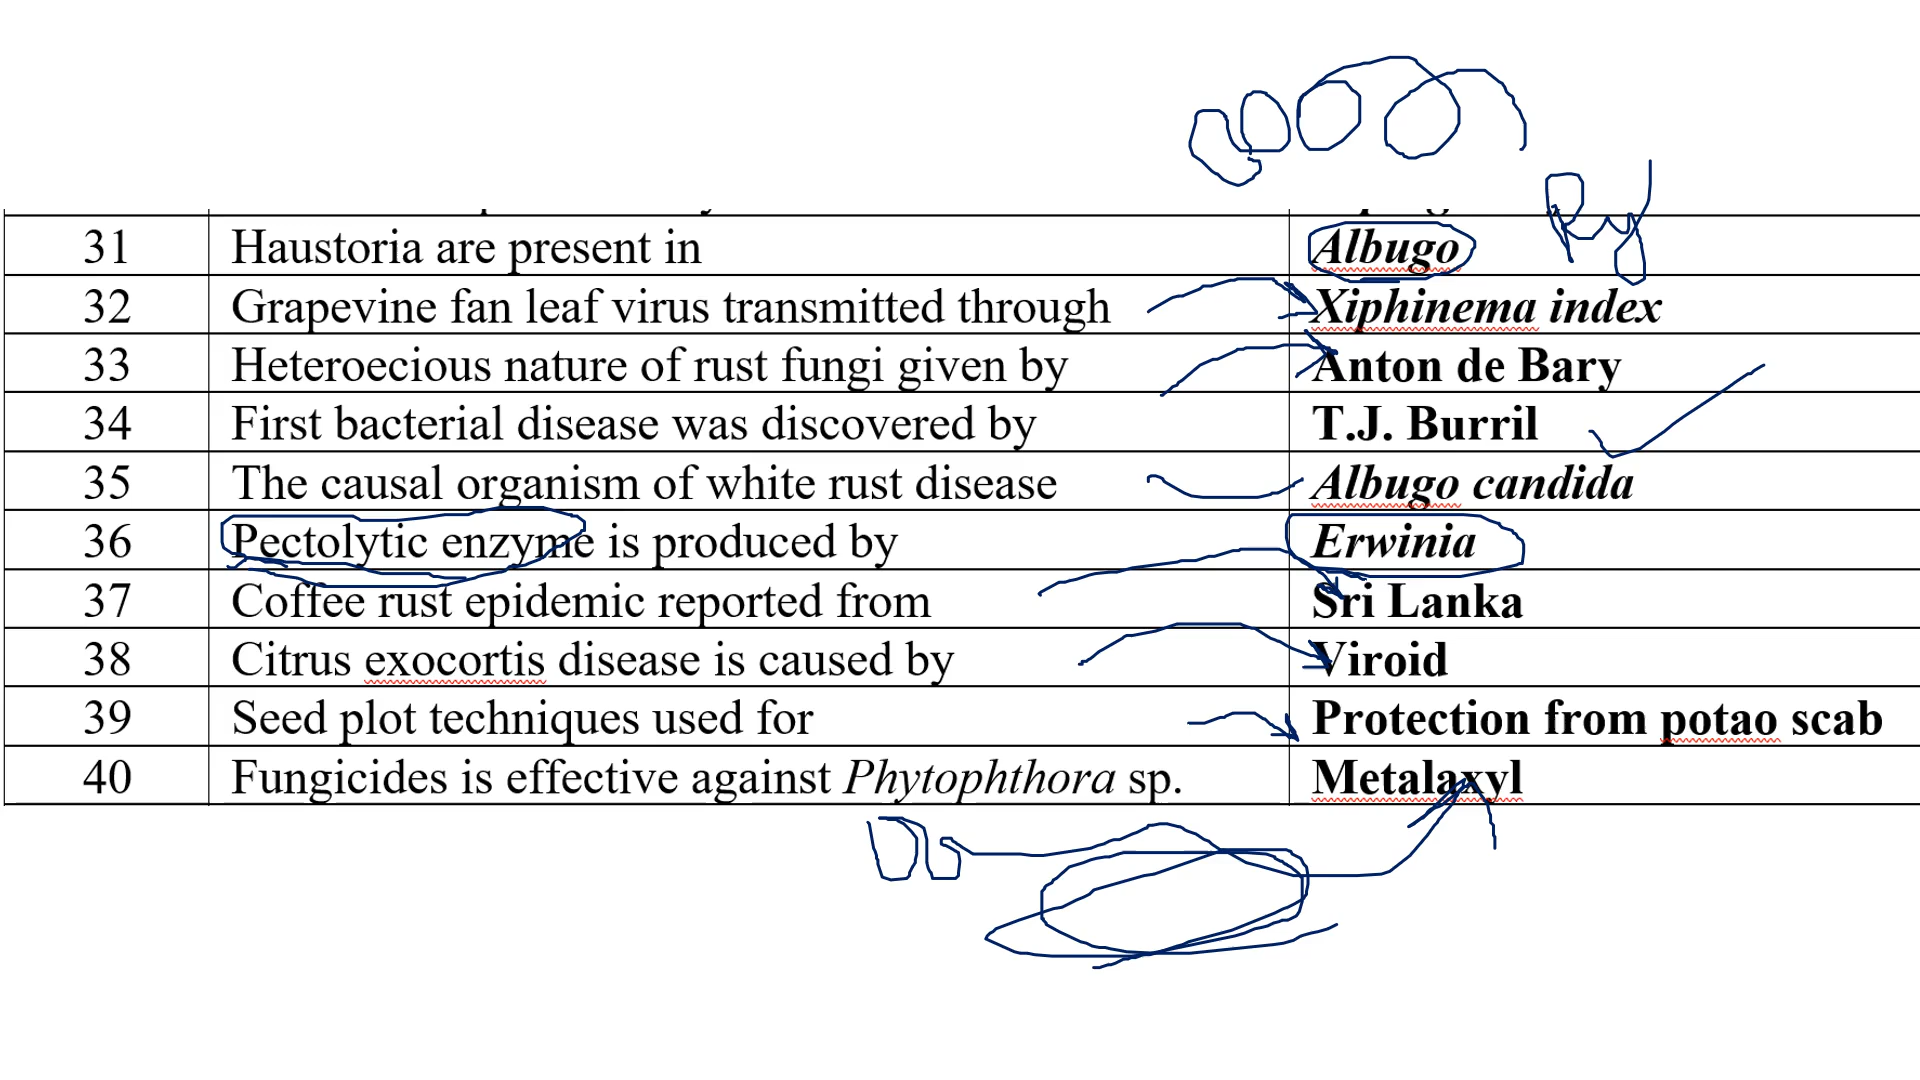 31 Haustoria are present in Albugo
32 Grapevine fan leaf virus transmitted through Xiphinema index
33 Heteroecious nature of rust fungi given by Anton de Bary
34 First bacterial disease was discovered by T.J. Burril
35 The causal organism of white rust disease Albugo candida
36 Pectolytic enzyme is produced by Erwinia
37 Coffee rust epidemic reported from Sri Lanka
38 Citrus exocortis disease is caused by Viroid
39 Seed plot techniques used for Protection from potao scab
40 Fungicides is effective against Phytophthora sp. Metalaxyl